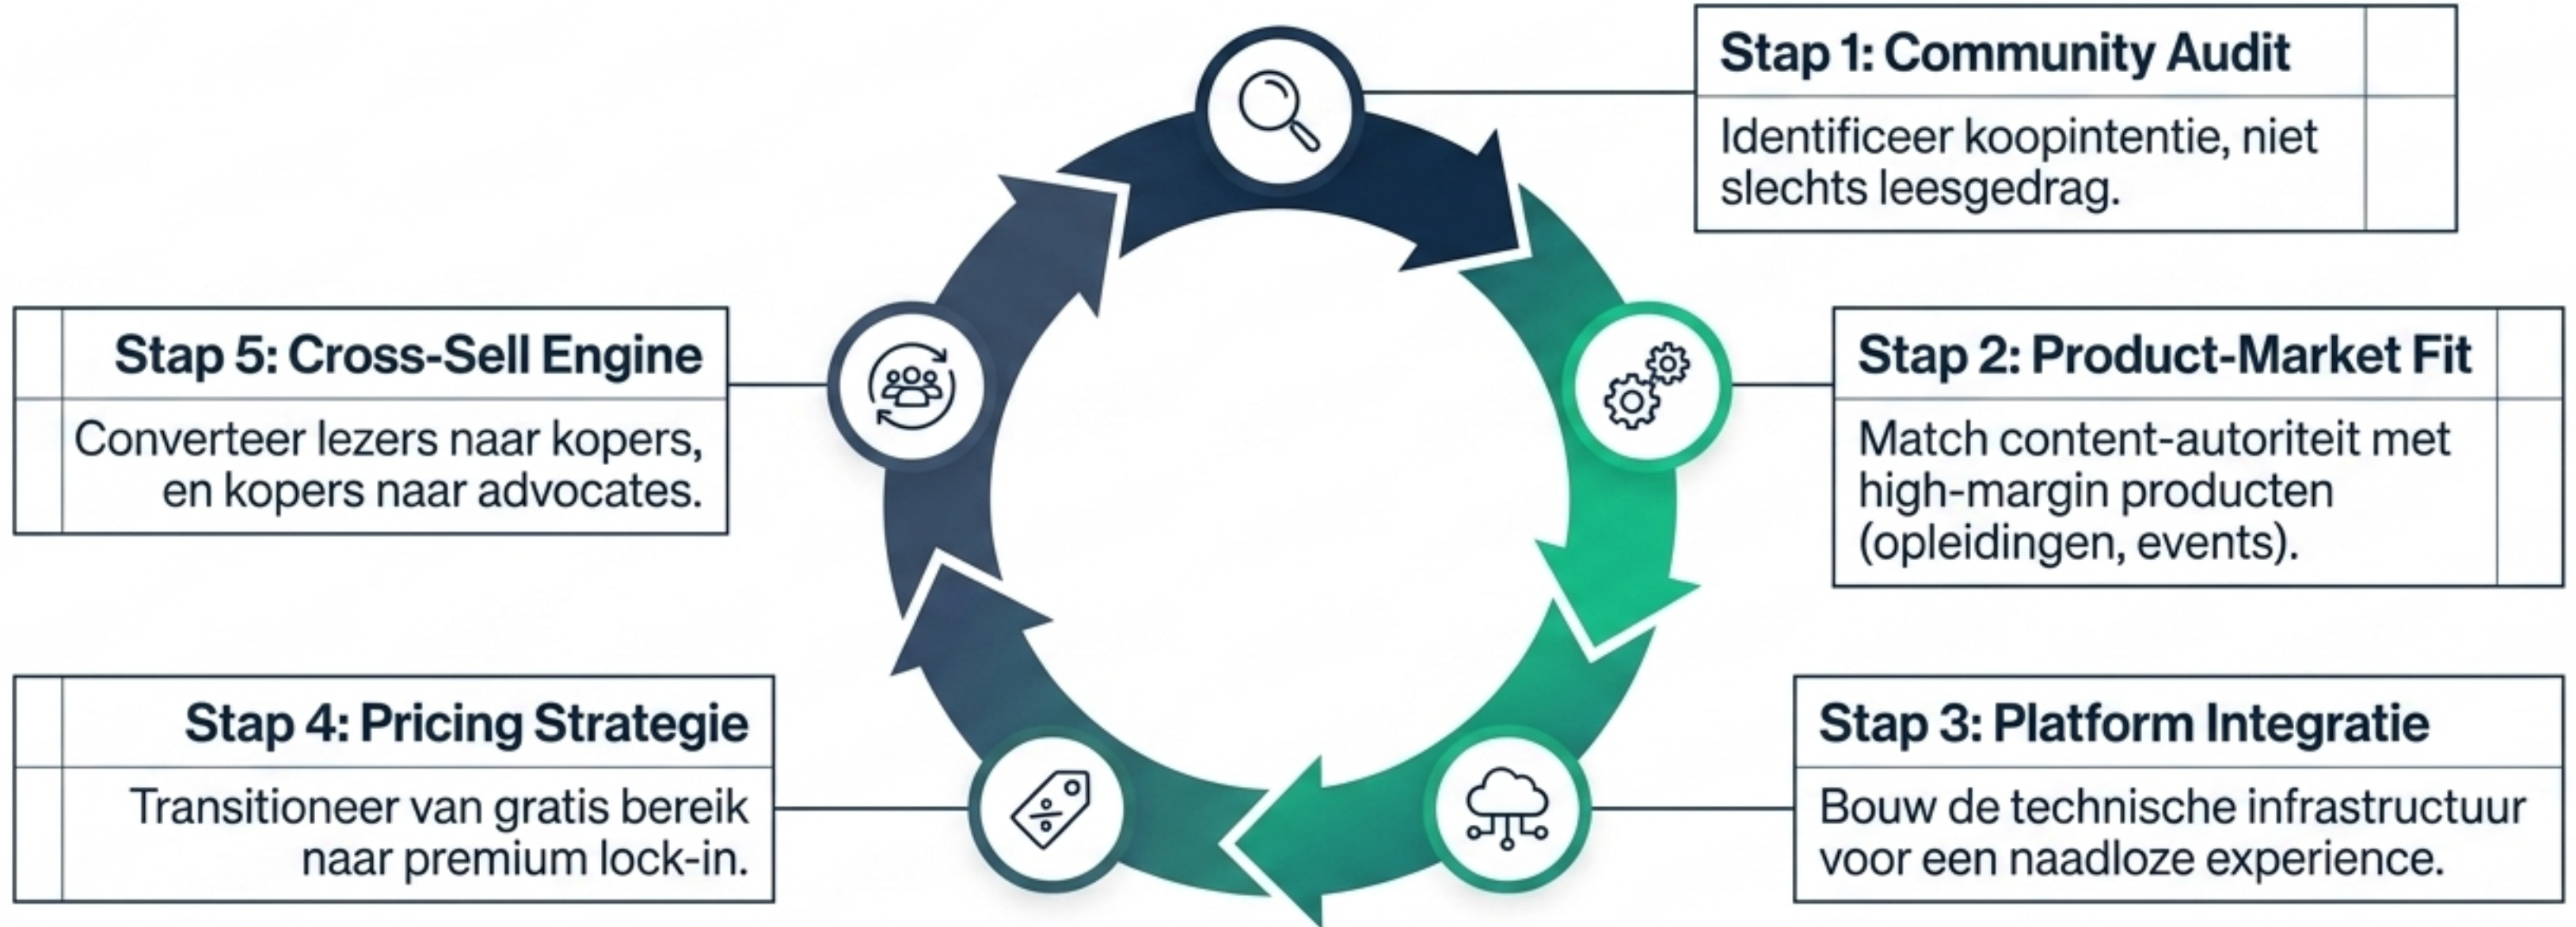 Stap 1: Community Audit
Identificeer koopintentie, niet
slechts leesgedrag.
Stap 2: Product-Market Fit
Match content-autoriteit met
high-margin producten
(opleidingen, events).
Stap 3: Platform Integratie
Bouw de technische infrastructuur
voor een naadloze experience.
Stap 4: Pricing Strategie
Transitioneer van gratis bereik
naar premium lock-in.
Stap 5: Cross-Sell Engine
Converteer lezers naar kopers,
en kopers naar advocates.